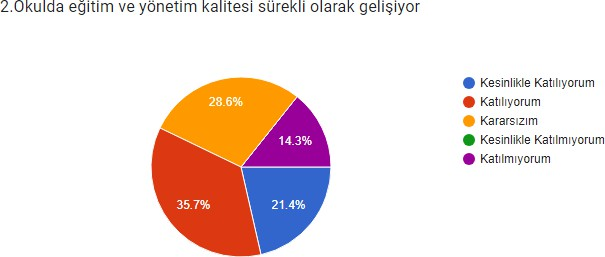 2.Okulda eğitim ve yönetim kalitesi sürekli olarak gelişiyor
28.6%
14.3%
35.7%
21.4%
Kesinlikle Katılıyorum
Katılıyorum
Kararsızım
Kesinlikle Katılmıyorum
Katılmıyorum